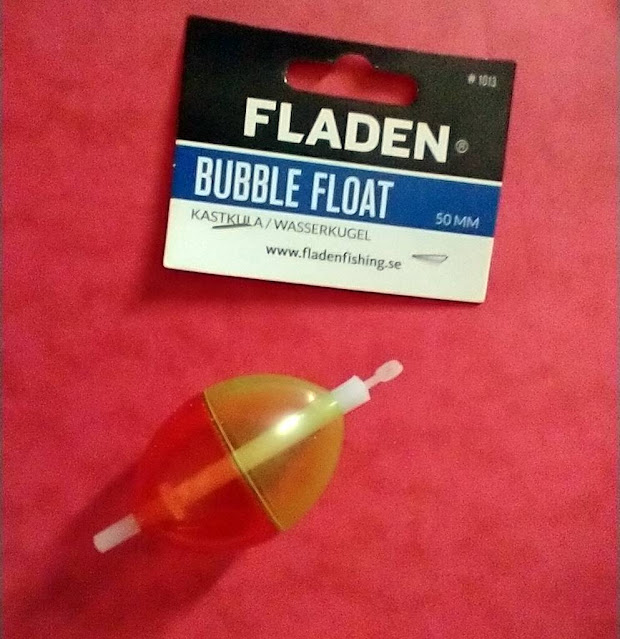 # 1013
FLADEN®
BUBBLE FLOAT
50 MM
KASTKULA / WASSERKUGEL
www.fladenfishing.se